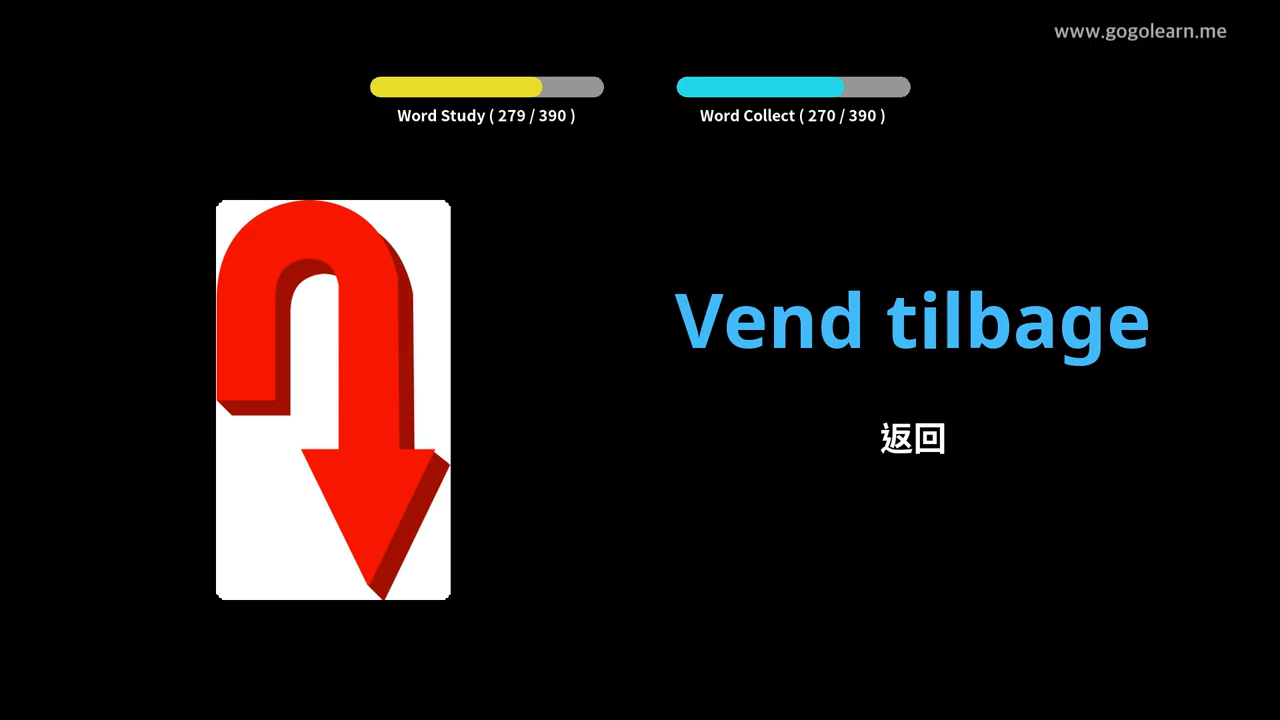 www.gogolearn.me
Word Study ( 279 / 390 )
Word Collect ( 270 / 390 )
Vend tilbage
返回